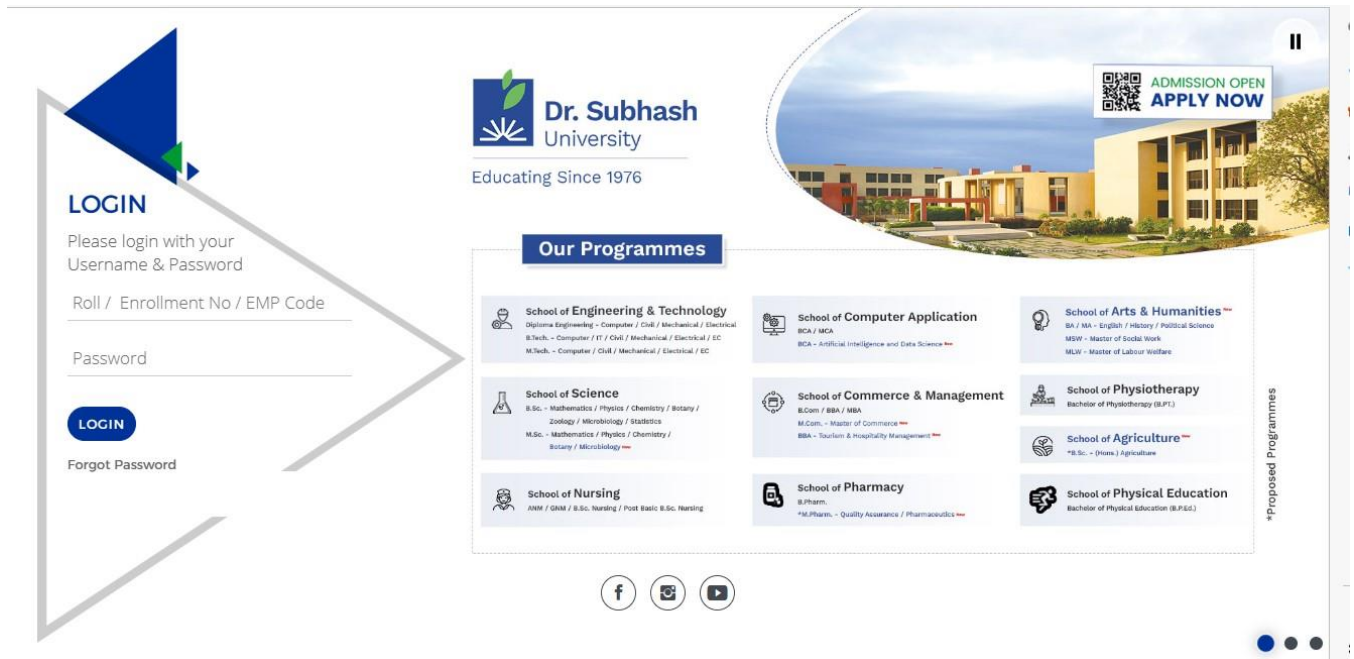 LOGIN
Please login with your
Username & Password
Roll / Enrollment No / EMP Code
Password
LOGIN
Forgot Password
Dr. Subhash
University
Educating Since 1976
ADMISSION OPEN
APPLY NOW
Our Programmes
School of Engineering & Technology
Diploma Engineering - Computer / Civil / Mechanical / Electrical
B.Tech. - Computer / IT / Civil / Mechanical / Electrical / EC
M.Tech. - Computer / Civil / Mechanical / Electrical / EC
School of Computer Application
BCA / MCA
BCA - Artificial Intelligence and Data Science New
School of Arts & Humanities New
BA / MA - English / History / Political Science
MSW - Master of Social Work
MLW - Master of Labour Welfare
School of Science
B.Sc. - Mathematics / Physics / Chemistry / Botany /
Zoology / Microbiology / Statistics
M.Sc. - Mathematics / Physics / Chemistry /
Botany / Microbiology New
School of Commerce & Management
B.Com / BBA / MBA
M.Com. - Master of Commerce New
BBA - Tourism & Hospitality Management New
School of Physiotherapy
Bachelor of Physiotherapy (B.PT.)
School of Agriculture New
*B.Sc. - (Hons.) Agriculture
School of Nursing
ANM / GNM / B.Sc. Nursing / Post Basic B.Sc. Nursing
School of Pharmacy
B.Pharm.
*M.Pharm. - Quality Assurance / Pharmaceutics New
School of Physical Education
Bachelor of Physical Education (B.P.Ed.)
*Proposed Programmes